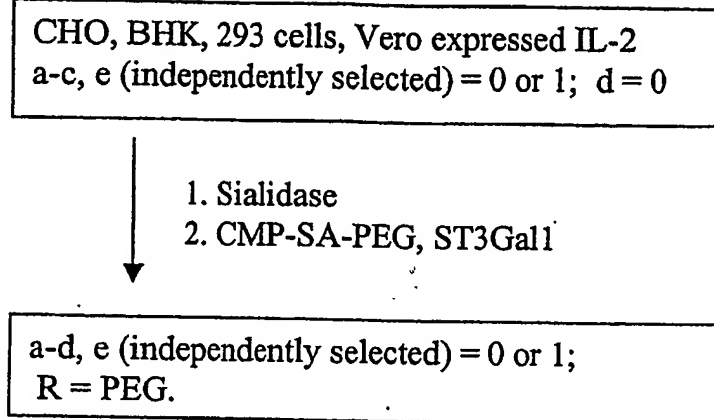 CHO, BHK, 293 cells, Vero expressed IL-2
a-c, e (independently selected) = 0 or 1; d = 0
1. Sialidase
2. CMP-SA-PEG, ST3Gal1
a-d, e (independently selected) = 0 or 1;
R = PEG.